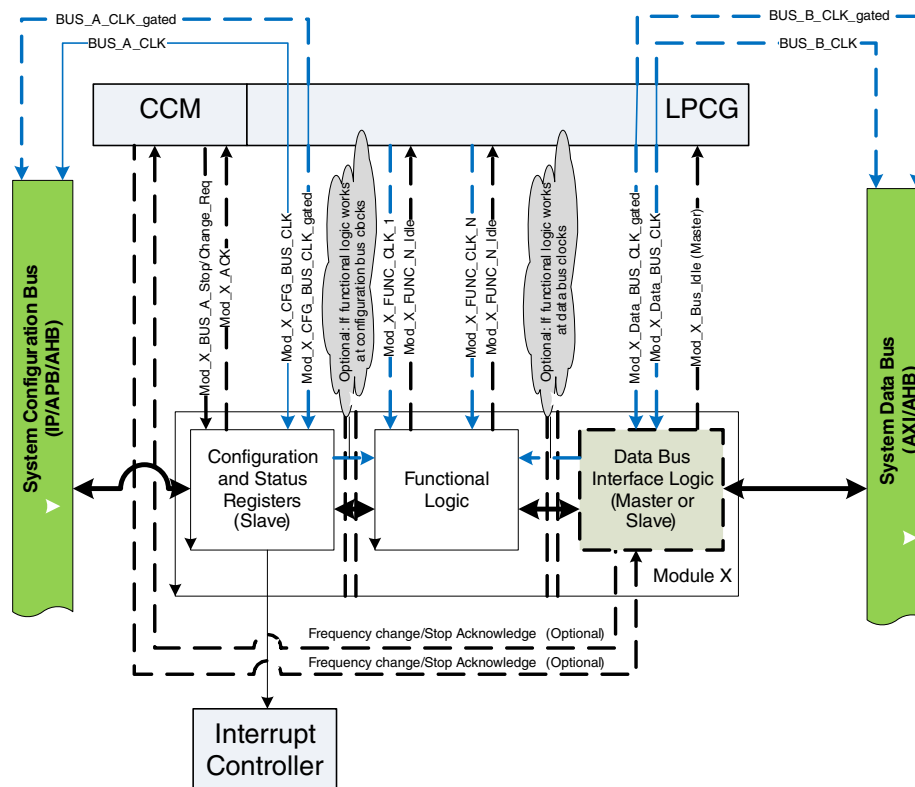 BUS_A_CLK_gated
BUS_A_CLK
BUS_B_CLK_gated
BUS_B_CLK
CCM
LPCG
System Configuration Bus
(IP/APB/AHB)
Mod_X_BUS_A_Stop/Change_Req
Mod_X_ACK
Mod_X_CFG_BUS_CLK
Mod_X_CFG_BUS_CLK_gated
Optional: If functional logic works
at configuration bus clocks
Mod_X_FUNC_CLK_1
Mod_X_FUNC_N_Idle
Mod_X_FUNC_CLK_N
Mod_X_FUNC_N_Idle
Optional: If functional logic works
at data bus clocks
Mod_X_Data_BUS_CLK_gated
Mod_X_Data_BUS_CLK
Mod_X_Bus_Idle (Master)
System Data Bus
(AXI/AHB)
Configuration
and Status
Registers
(Slave)
Functional
Logic
Data Bus
Interface Logic
(Master or
Slave)
Module X
Frequency change/Stop Acknowledge (Optional)
Frequency change/Stop Acknowledge (Optional)
Interrupt
Controller